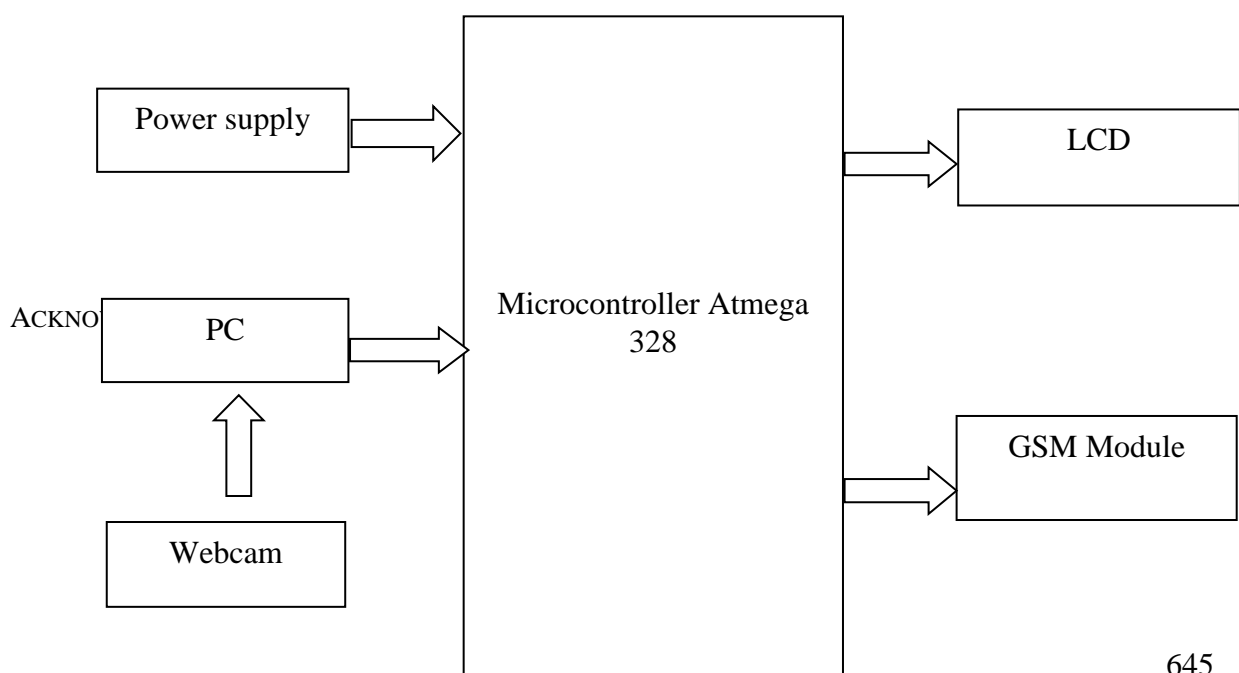 Power supply
LCD
Microcontroller Atmega
328
PC
GSM Module
Webcam
645